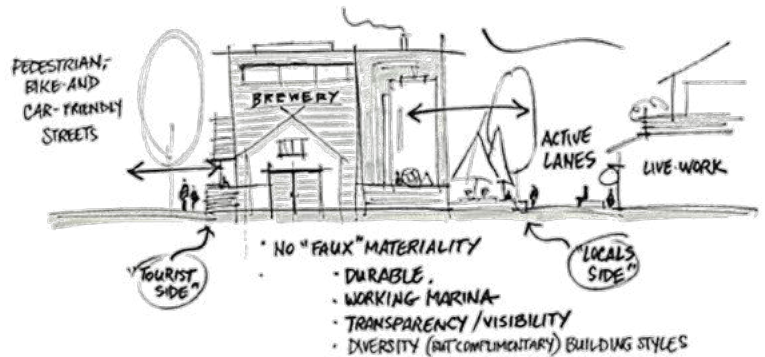 PEDESTRIAN,
BIKE AND
CAR-FRIENDLY
STREETS
BREWERY
ACTIVE
LANES
LIVE-WORK
"TOURIST
SIDE"
"LOCALS
SIDE"
• NO "FAUX" MATERIALITY
• DURABLE.
• WORKING MARINA
• TRANSPARENCY/VISIBILITY
• DIVERSITY (BUT COMPLIMENTARY) BUILDING STYLES